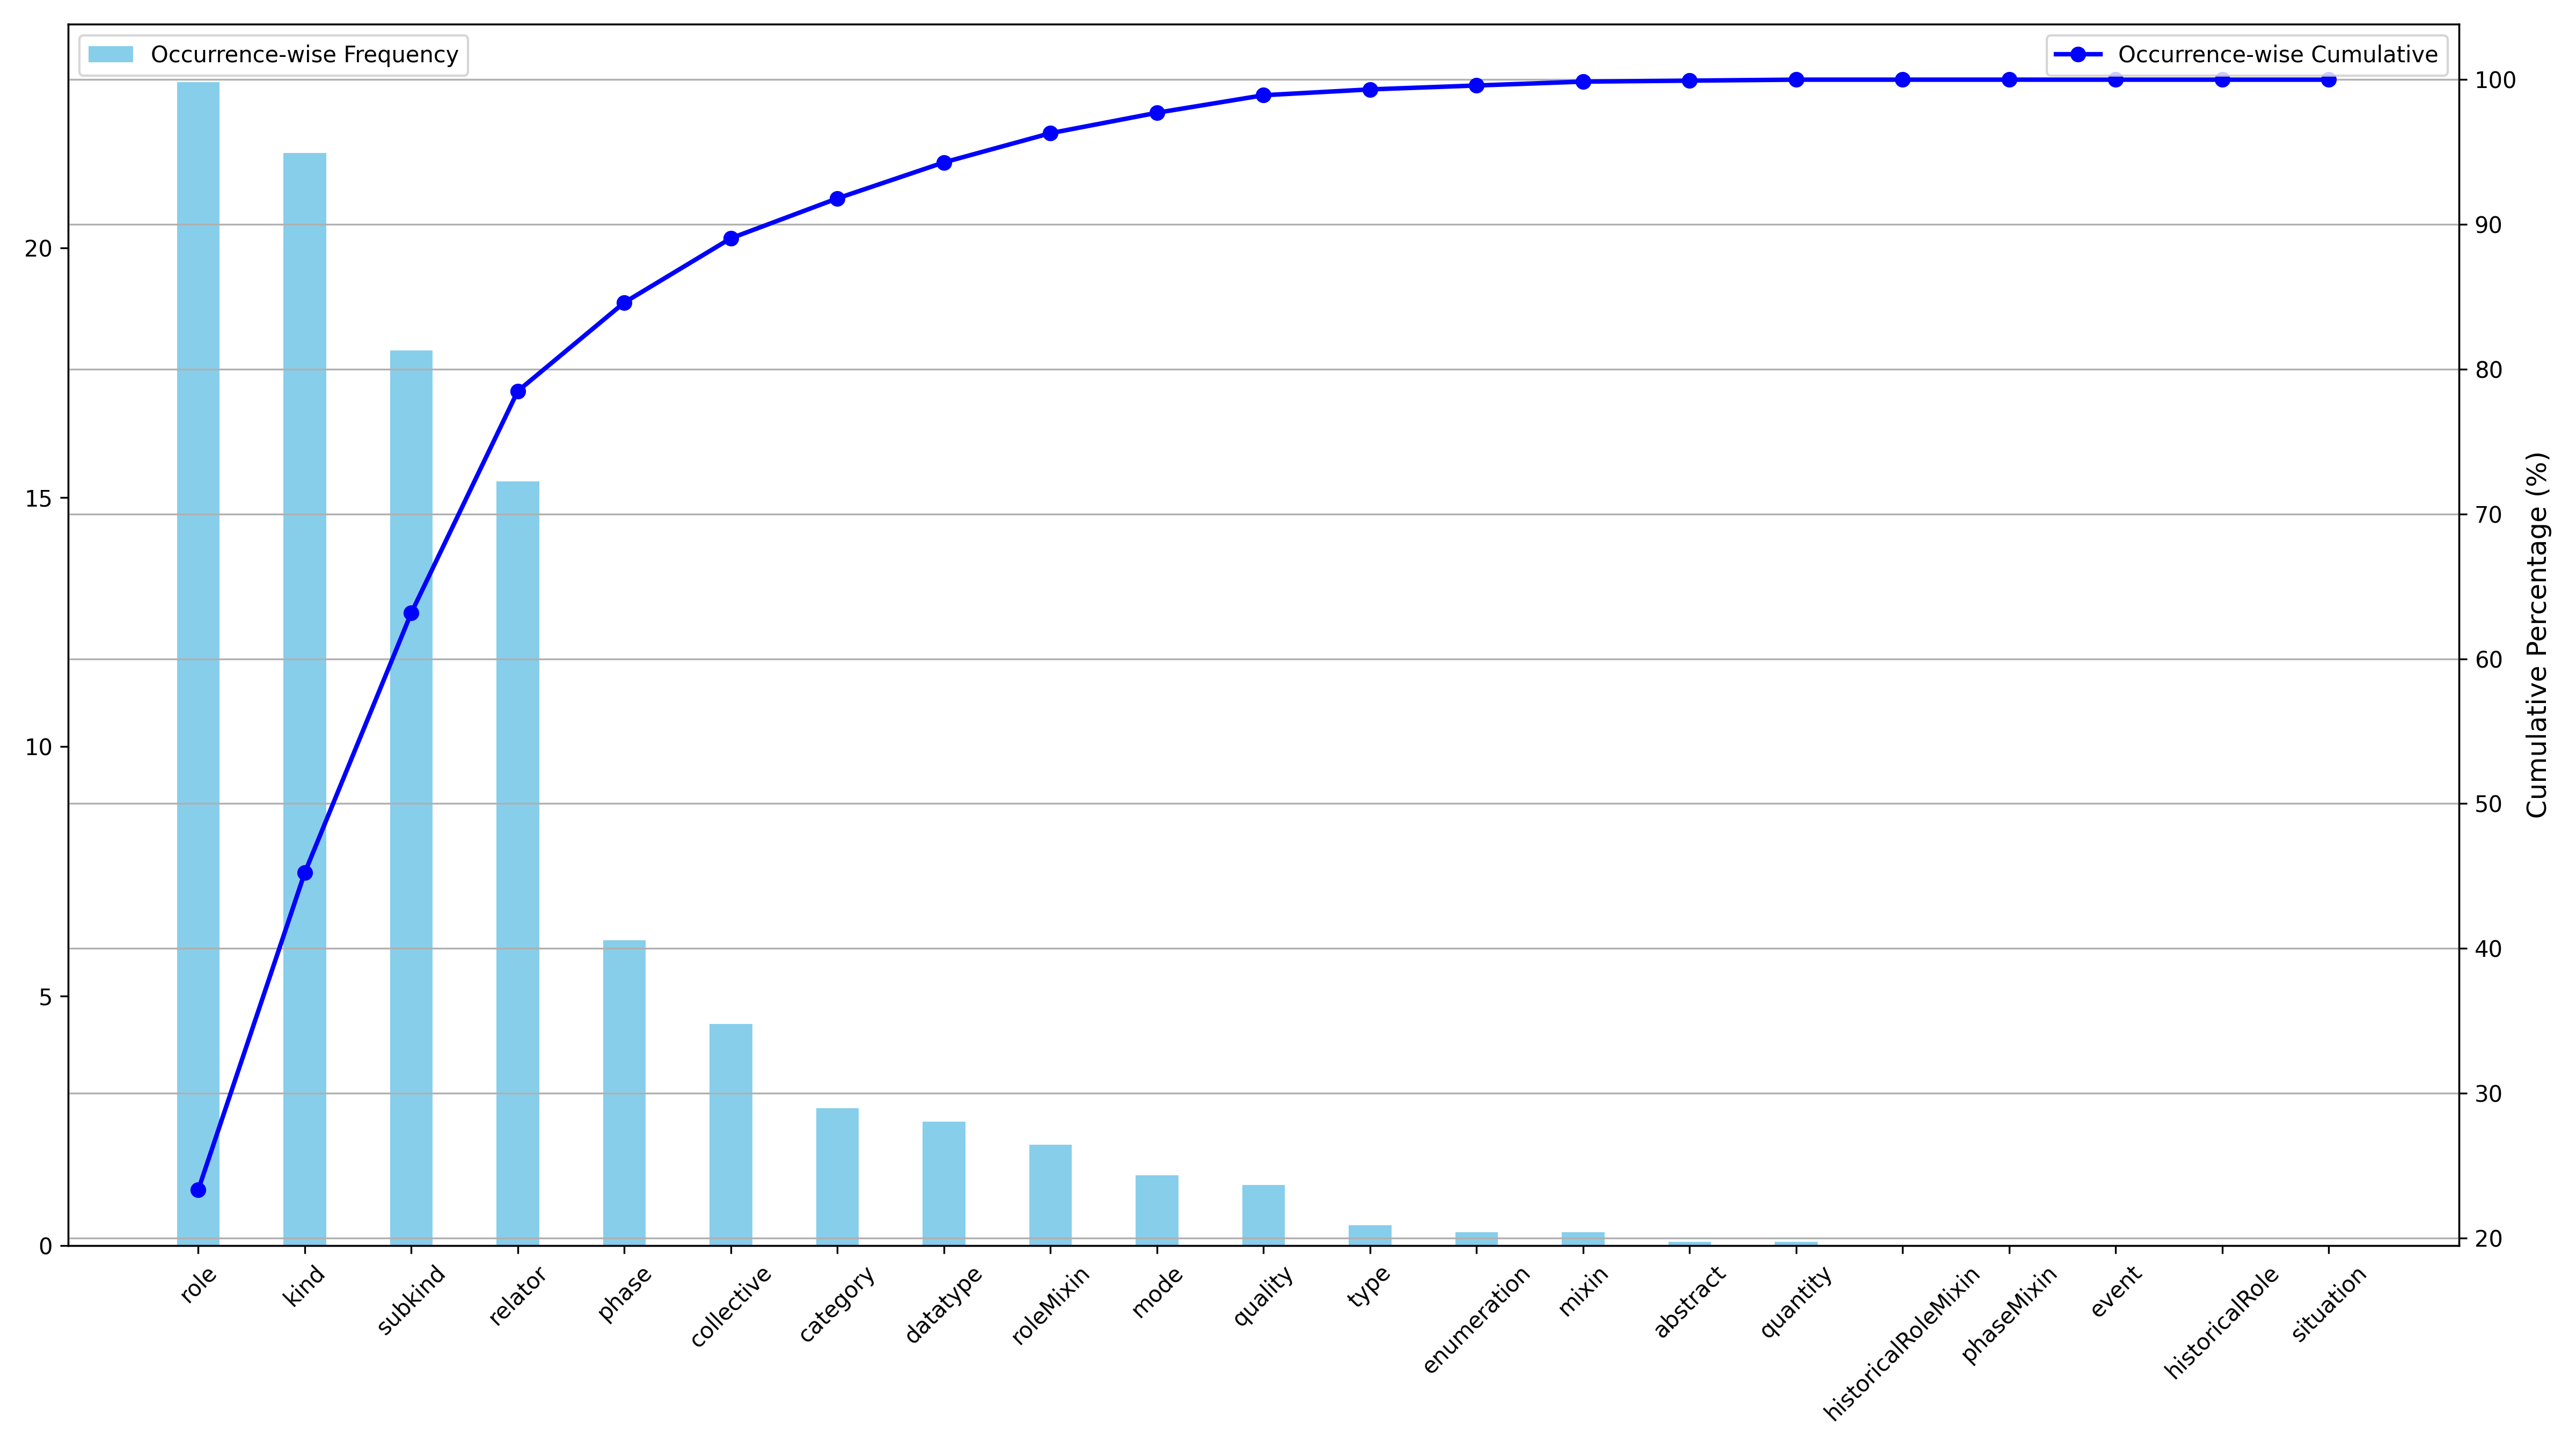 Occurrence-wise Frequency
Occurrence-wise Cumulative
20
15
10
5
0
100
90
80
70
60
50
40
30
20
Cumulative Percentage (%)
role
kind
subkind
relator
phase
collective
category
datatype
roleMixin
mode
quality
type
enumeration
mixin
abstract
quantity
historicalRoleMixin
phaseMixin
event
historicalRole
situation